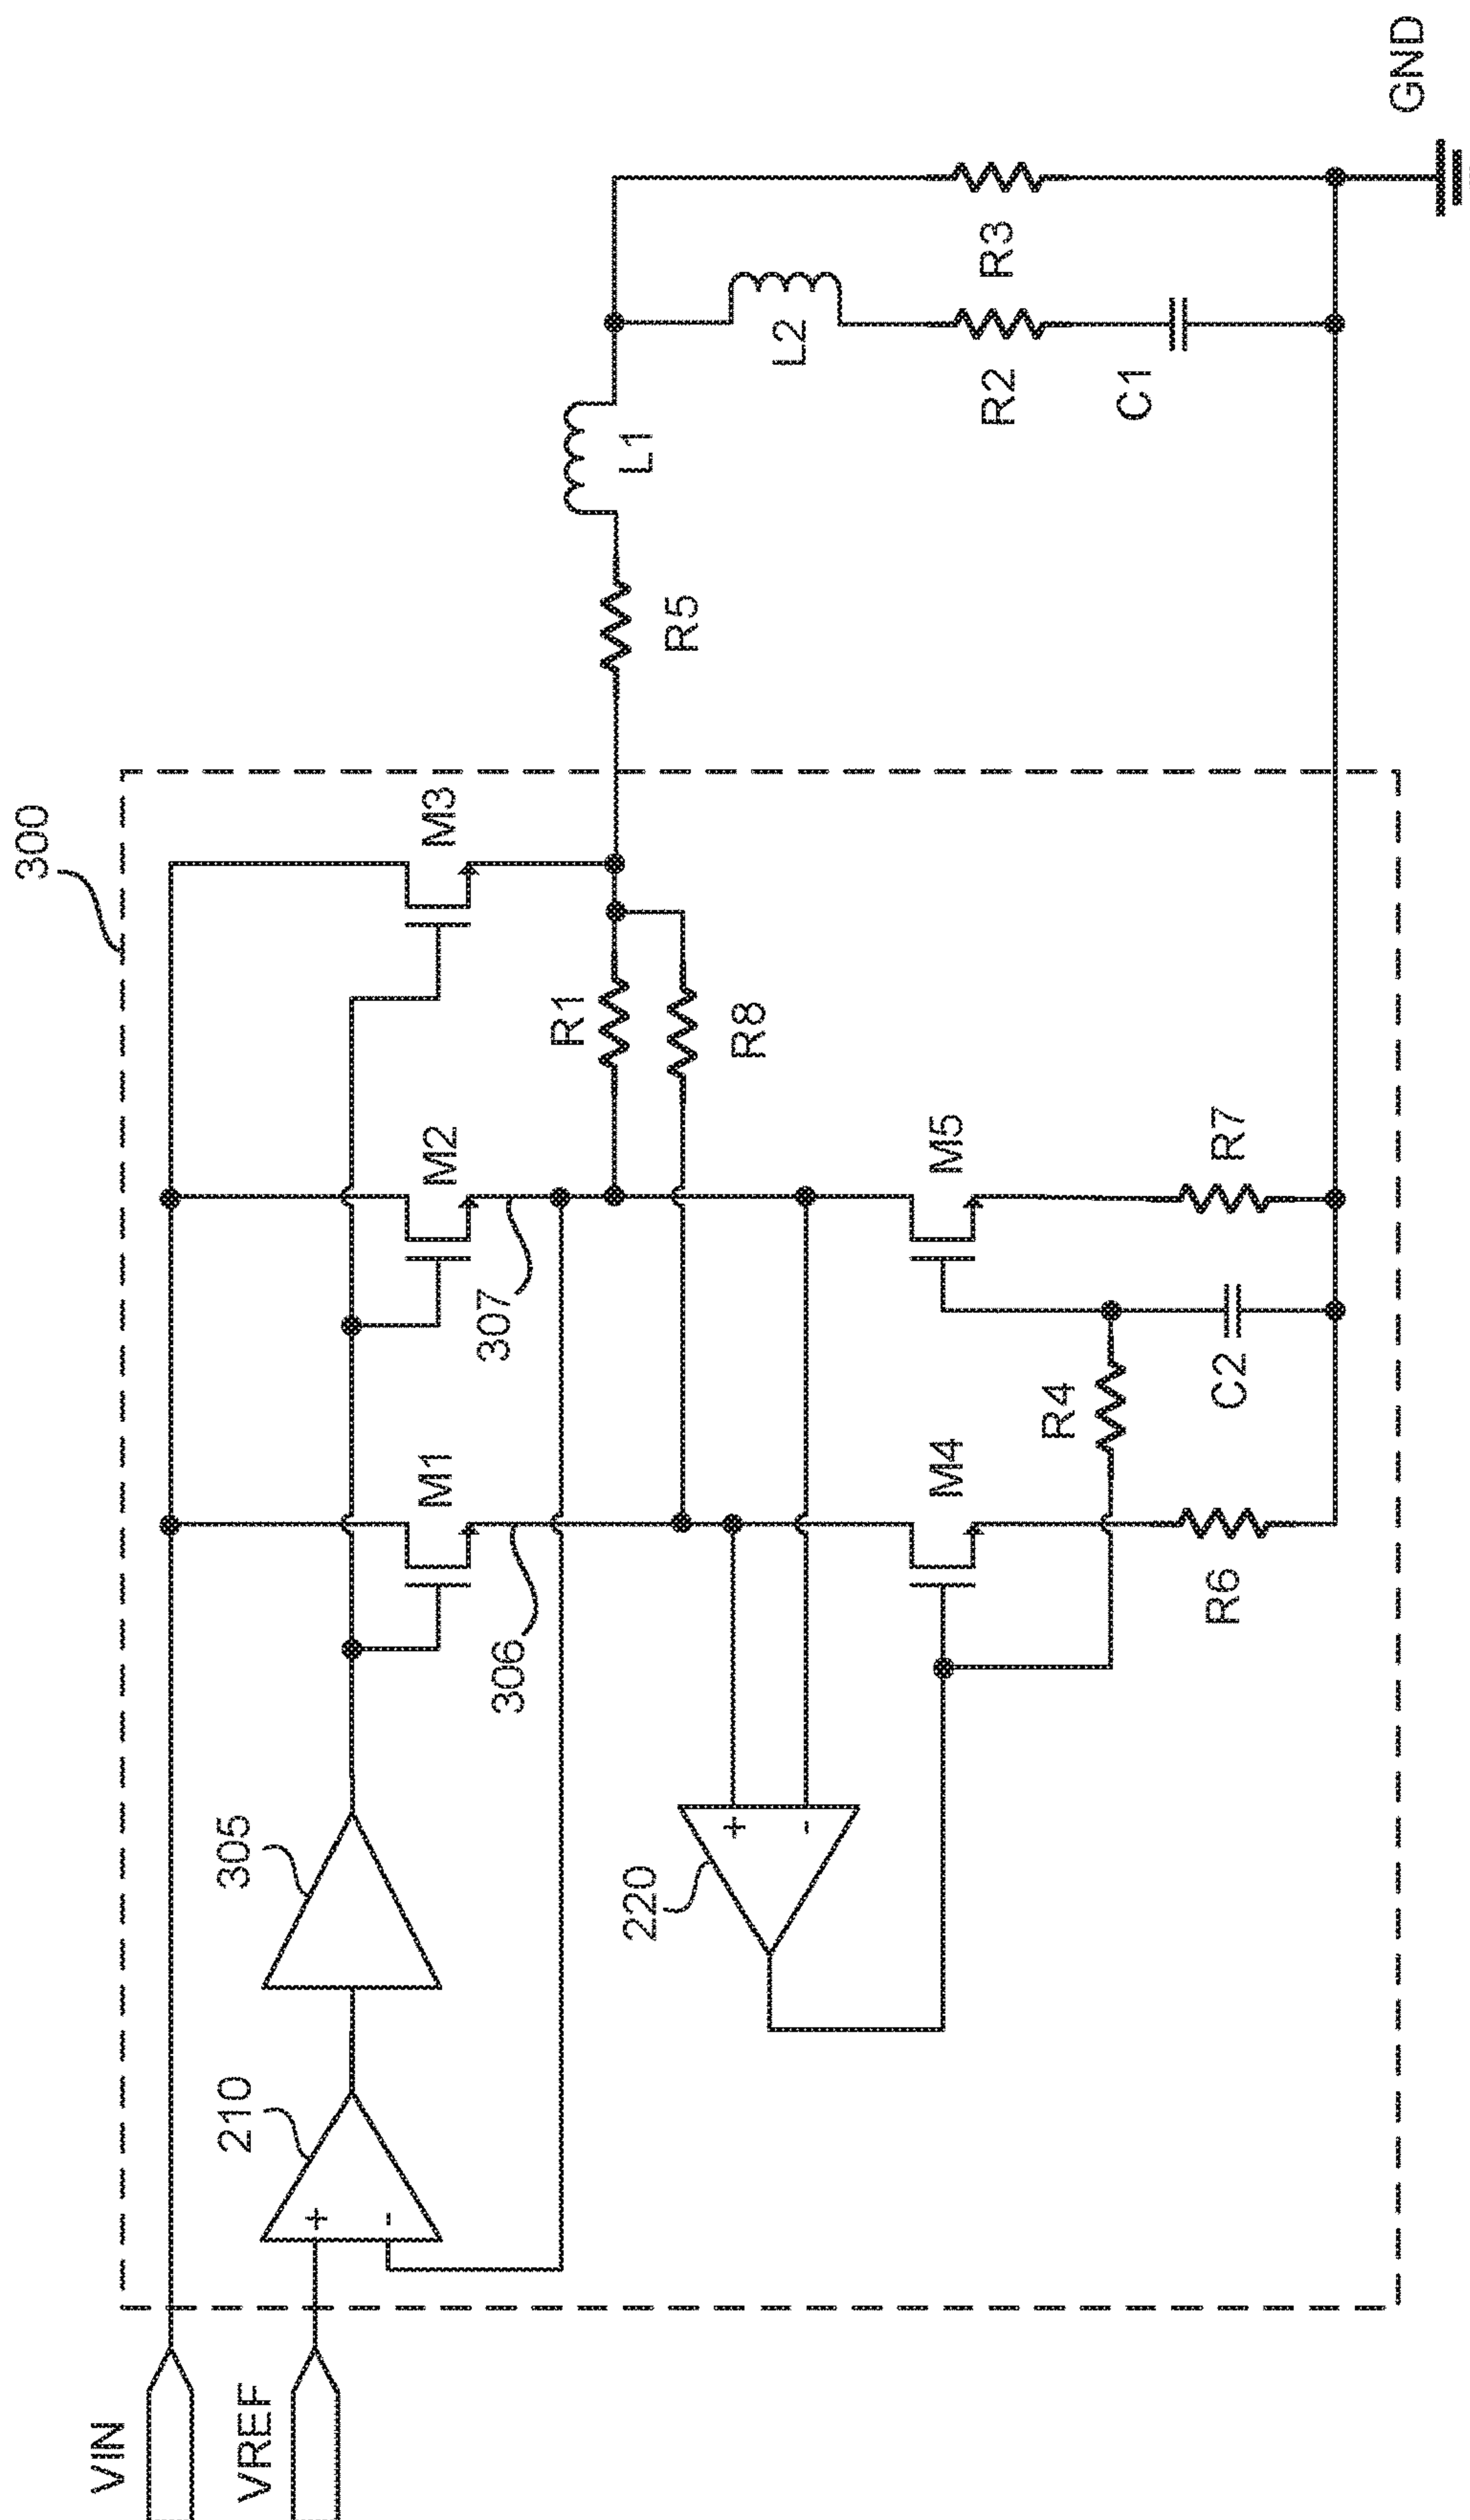 300
VIN
VREF
210
+
-
305
M1
M2
M3
306
307
R1
R8
R5
L1
220
+
-
M4
M5
R4
R6
C2
R7
L2
R2
R3
C1
GND